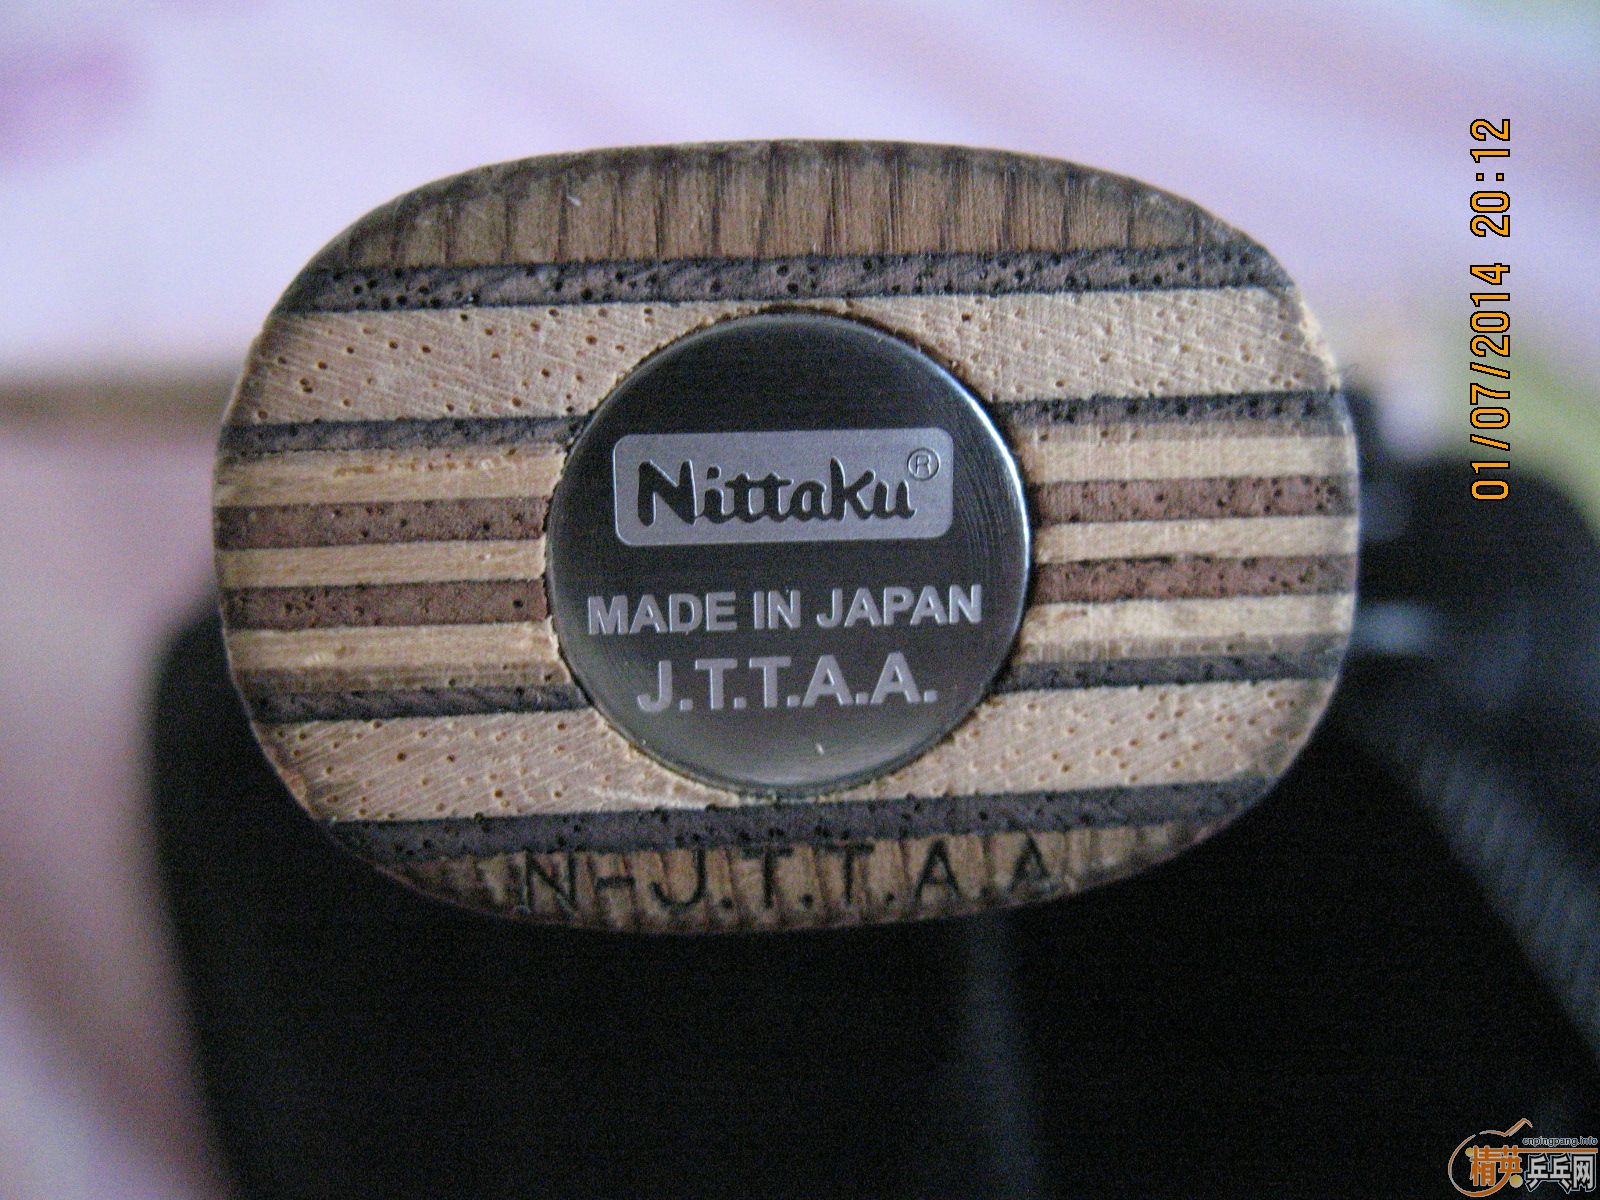 Nittaku®
MADE IN JAPAN
J.T.T.A.A.
N-J.T.T.A.A
01/07/2014 20:12
cnpingpang.info
精英乒乓网